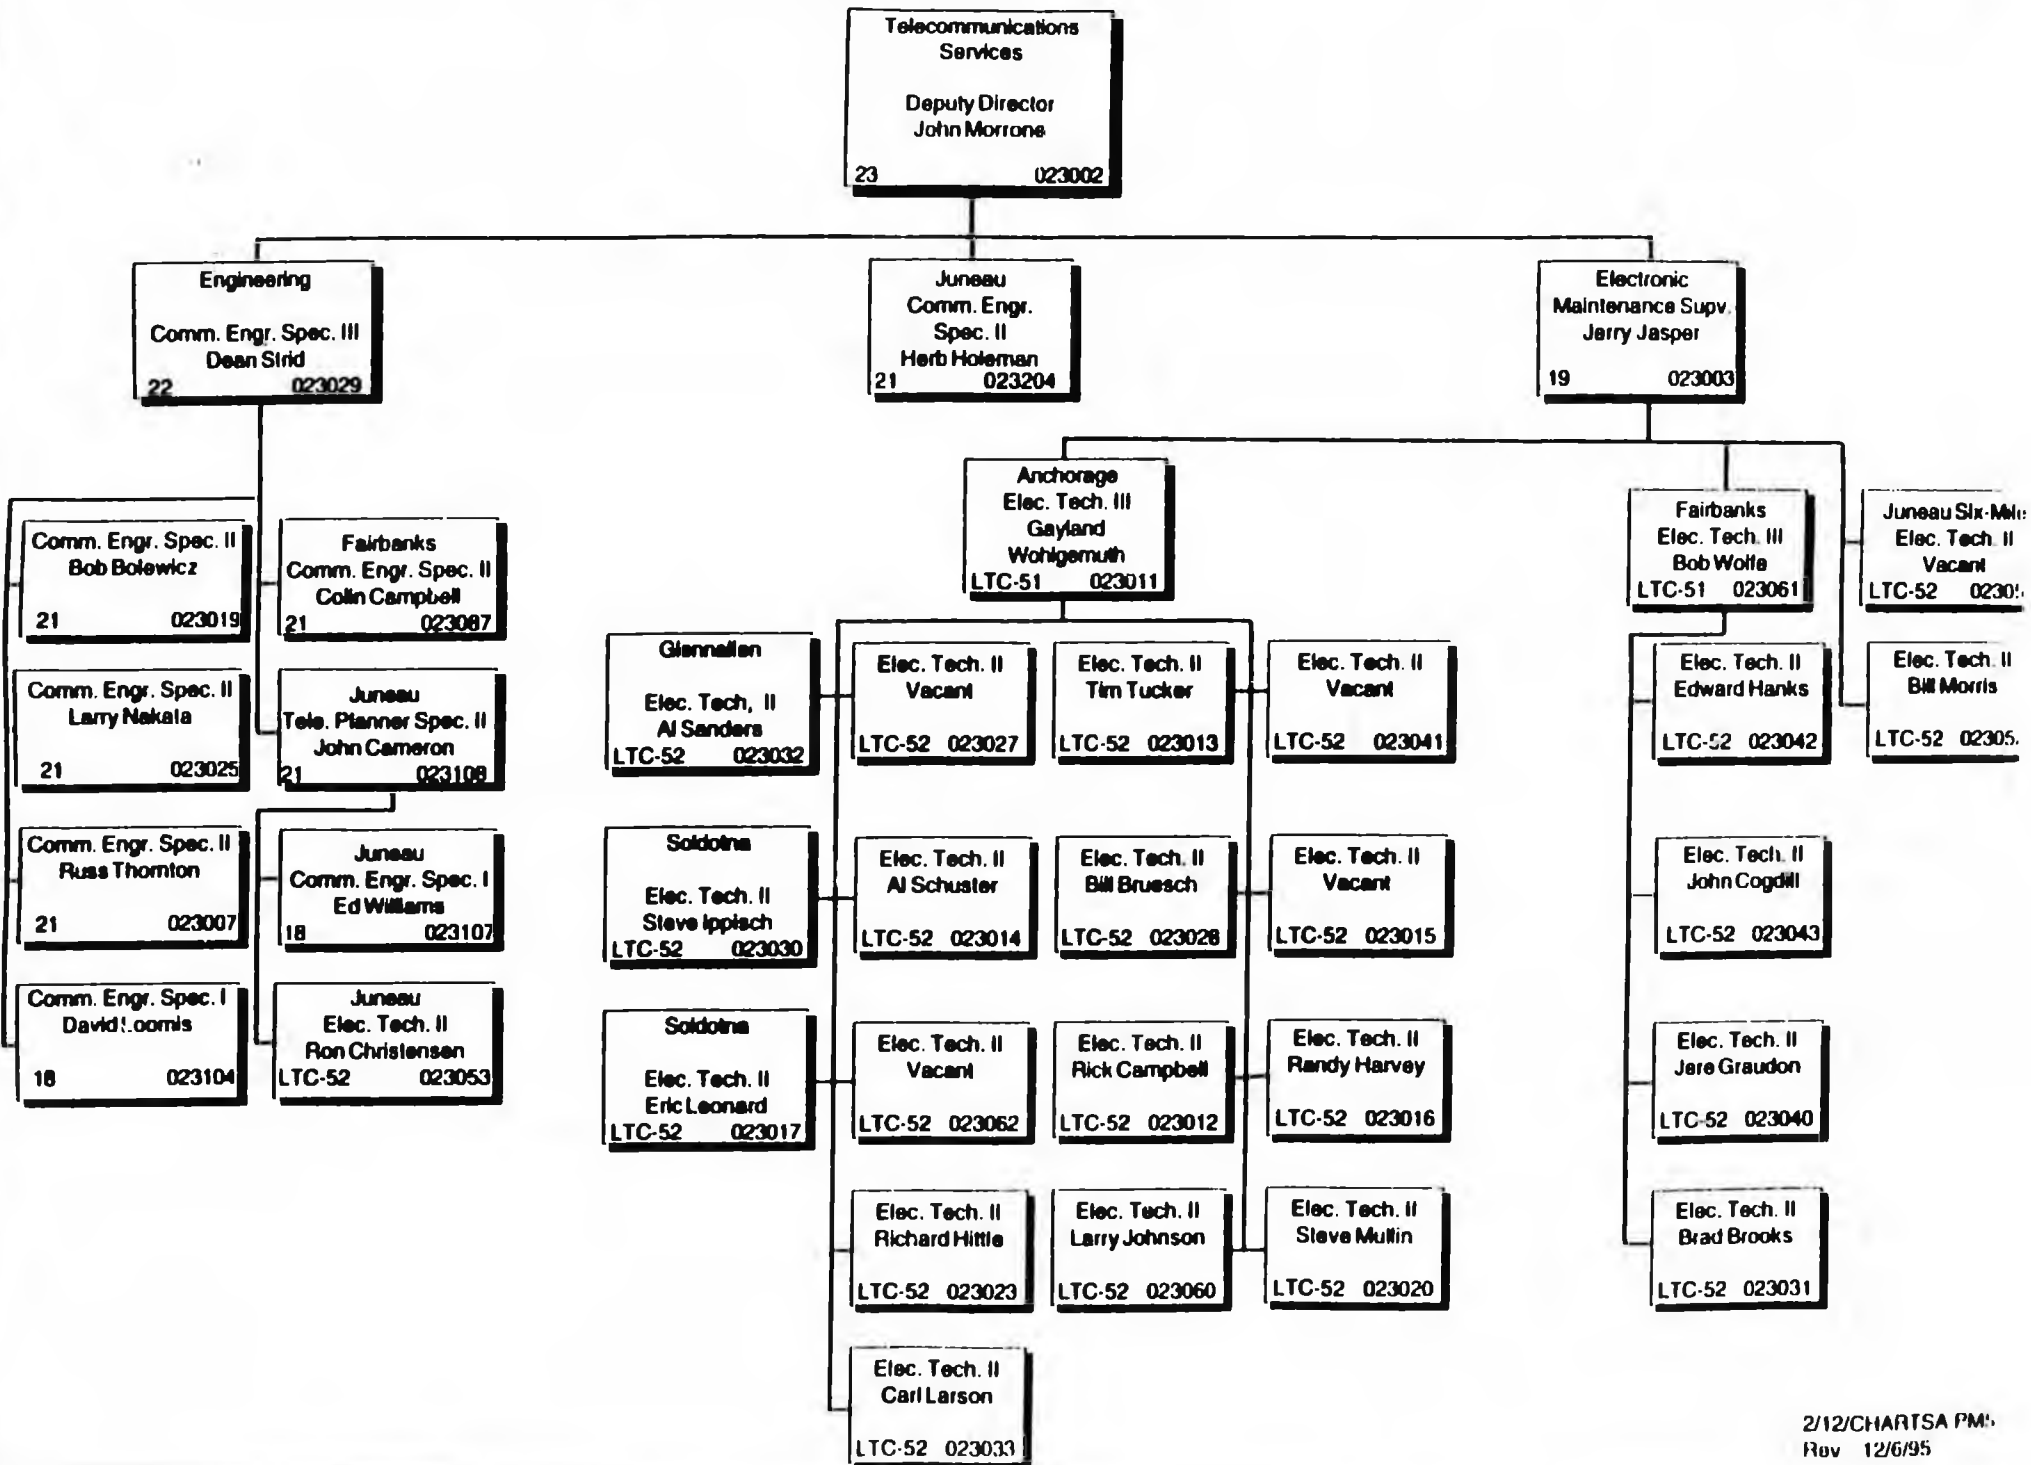 Telecommunications
Services
Deputy Director
John Morrone
23 023002
Engineering
Comm. Engr. Spec. III
Dean Strid
22 023029
Juneau
Comm. Engr.
Spec. II
Herb Holeman
21 023204
Electronic
Maintenance Supv.
Jerry Jasper
19 023003
Comm. Engr. Spec. II
Bob Bolewicz
21 023019
Fairbanks
Comm. Engr. Spec. II
Colin Campbell
21 023087
Comm. Engr. Spec. II
Larry Nakata
21 023025
Juneau
Tele. Planner Spec. II
John Cameron
21 023108
Comm. Engr. Spec. II
Russ Thornton
21 023007
Juneau
Comm. Engr. Spec. I
Ed Williams
18 023107
Comm. Engr. Spec. I
David Loomis
18 023104
Juneau
Elec. Tech. II
Ron Christensen
LTC-52 023053
Anchorage
Elec. Tech. III
Gayland
Wohlgemuth
LTC-51 023011
Glennallen
Elec. Tech, II
Al Sanders
LTC-52 023032
Elec. Tech. II
Vacant
LTC-52 023027
Elec. Tech. II
Tim Tucker
LTC-52 023013
Elec. Tech. II
Vacant
LTC-52 023041
Soldotna
Elec. Tech. II
Steve Ippisch
LTC-52 023030
Elec. Tech. II
Al Schuster
LTC-52 023014
Elec. Tech. II
Bill Bruesch
LTC-52 023028
Elec. Tech. II
Vacant
LTC-52 023015
Soldotna
Elec. Tech. II
Eric Leonard
LTC-52 023017
Elec. Tech. II
Vacant
LTC-52 023062
Elec. Tech. II
Rick Campbell
LTC-52 023012
Elec. Tech. II
Randy Harvey
LTC-52 023016
Elec. Tech. II
Richard Hittle
LTC-52 023023
Elec. Tech. II
Larry Johnson
LTC-52 023060
Elec. Tech. II
Steve Mullin
LTC-52 023020
Elec. Tech. II
Carl Larson
LTC-52 023033
Fairbanks
Elec. Tech. III
Bob Wolfe
LTC-51 023061
Elec. Tech. II
Edward Hanks
LTC-52 023042
Elec. Tech. II
John Cogdill
LTC-52 023043
Elec. Tech. II
Jere Graudon
LTC-52 023040
Elec. Tech. II
Brad Brooks
LTC-52 023031
Juneau Six-Mile
Elec. Tech. II
Vacant
LTC-52
Elec. Tech. II
Bill Morris
LTC-52
2/12/CHARTSA PM5
Rev 12/6/95